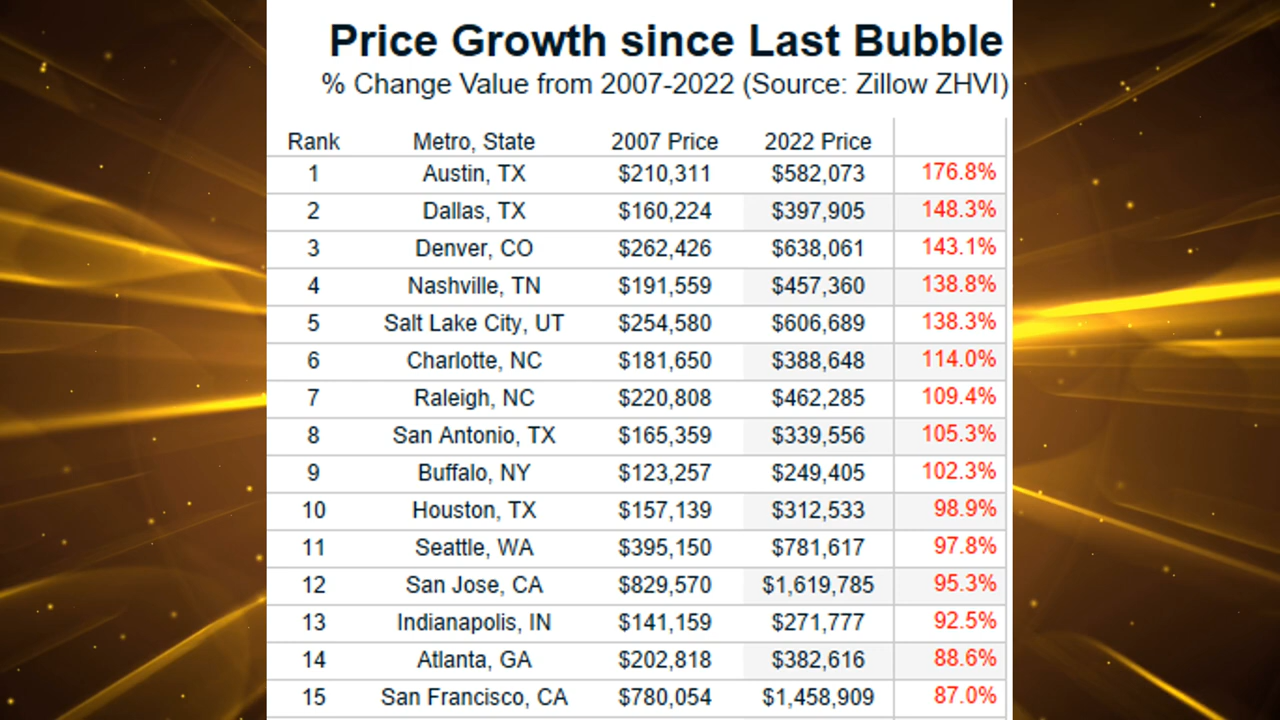 Price Growth since Last Bubble
% Change Value from 2007-2022 (Source: Zillow ZHVI)
Rank Metro, State 2007 Price 2022 Price
1 Austin, TX $210,311 $582,073 176.8%
2 Dallas, TX $160,224 $397,905 148.3%
3 Denver, CO $262,426 $638,061 143.1%
4 Nashville, TN $191,559 $457,360 138.8%
5 Salt Lake City, UT $254,580 $606,689 138.3%
6 Charlotte, NC $181,650 $388,648 114.0%
7 Raleigh, NC $220,808 $462,285 109.4%
8 San Antonio, TX $165,359 $339,556 105.3%
9 Buffalo, NY $123,257 $249,405 102.3%
10 Houston, TX $157,139 $312,533 98.9%
11 Seattle, WA $395,150 $781,617 97.8%
12 San Jose, CA $829,570 $1,619,785 95.3%
13 Indianapolis, IN $141,159 $271,777 92.5%
14 Atlanta, GA $202,818 $382,616 88.6%
15 San Francisco, CA $780,054 $1,458,909 87.0%